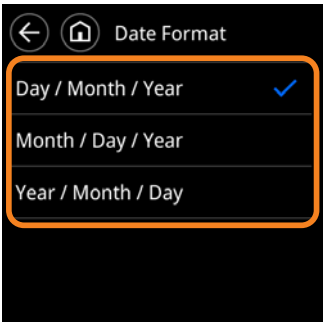 Date Format
Day / Month / Year
Month / Day / Year
Year / Month / Day